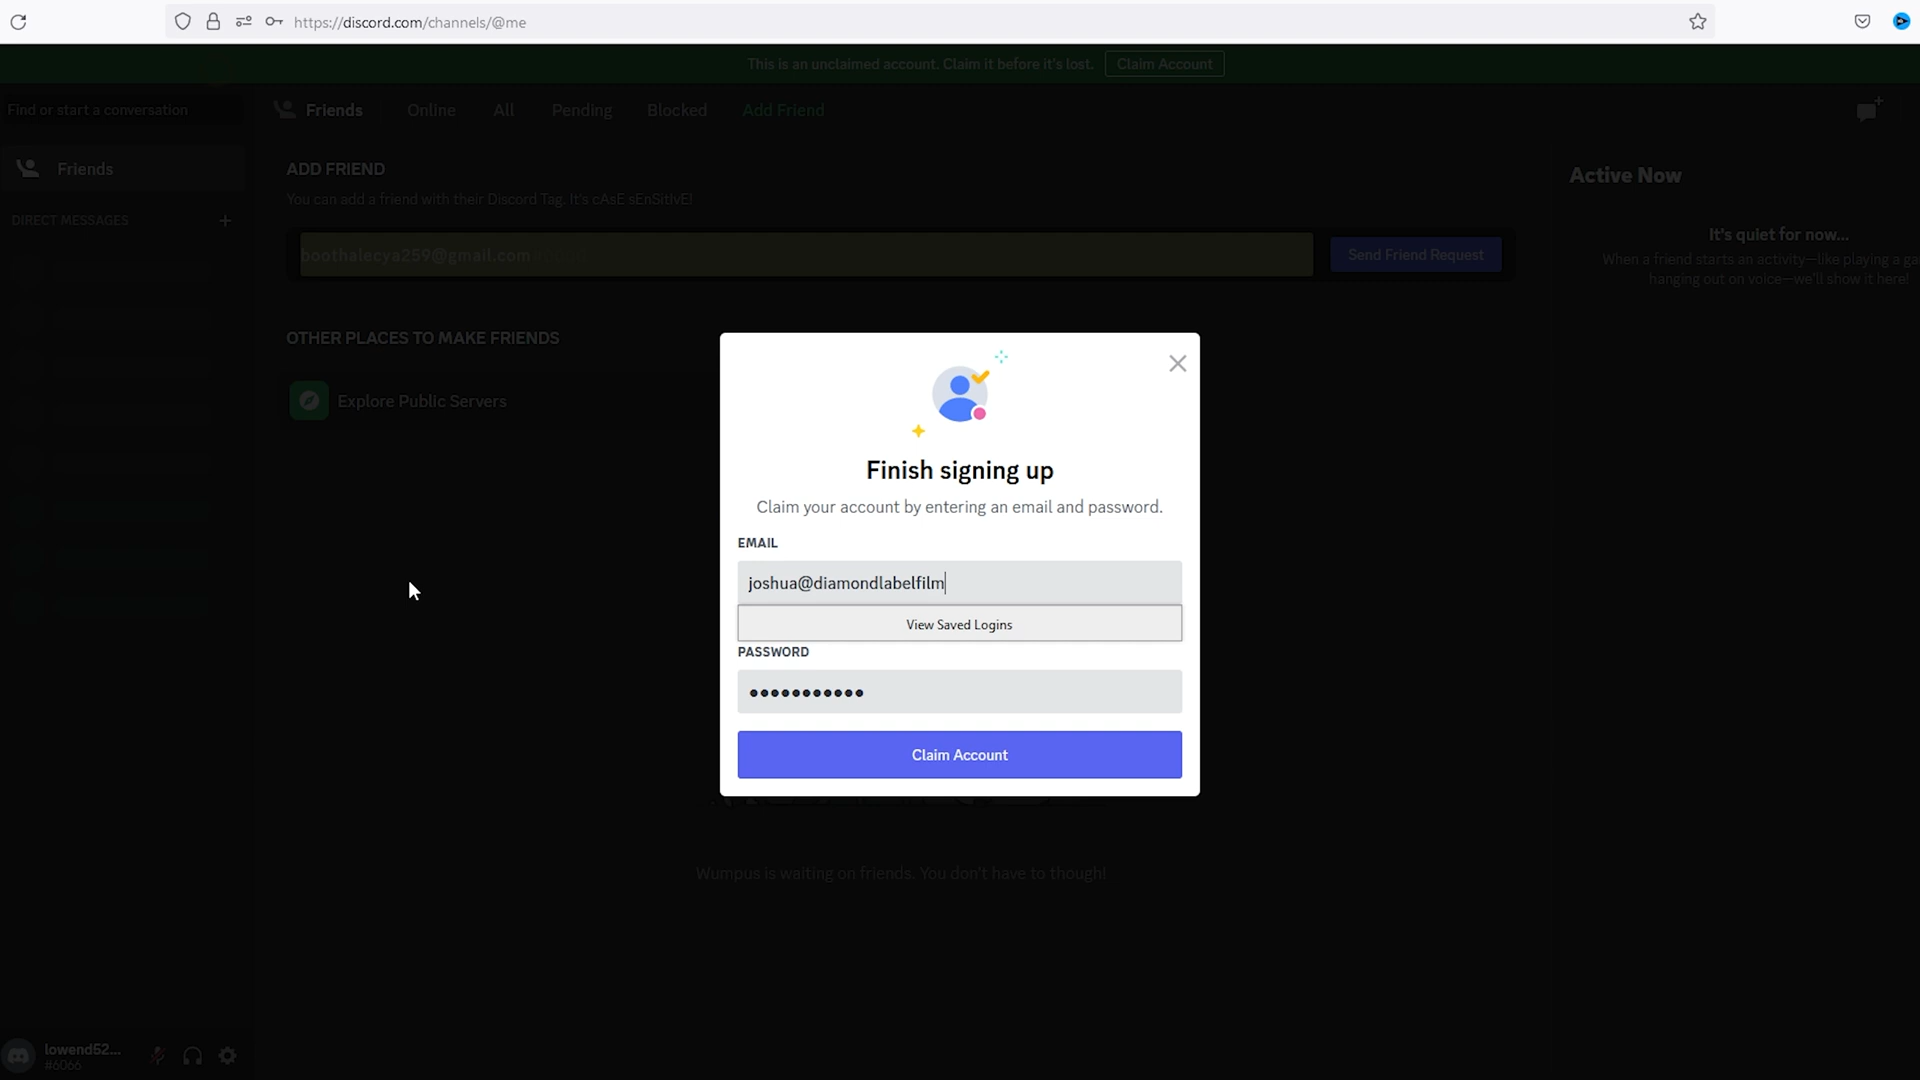 https://discord.com/channels/@me
This is an unclaimed account. Claim it before it's lost. Claim Account
Find or start a conversation
Friends Online All Pending Blocked Add Friend
Friends
ADD FRIEND
You can add a friend with their Discord Tag. It's cAsE sEnSitIvE!
Active Now
DIRECT MESSAGES
boothalecya259@gmail.com
Send Friend Request
It's quiet for now...
When a friend starts an activity—like playing a ga
hanging out on voice—we'll show it here!
OTHER PLACES TO MAKE FRIENDS
Explore Public Servers
Finish signing up
Claim your account by entering an email and password.
EMAIL
joshua@diamondlabelfilm
View Saved Logins
PASSWORD
Claim Account
Wumpus is waiting on friends. You don't have to though!
lowend52...
#6066